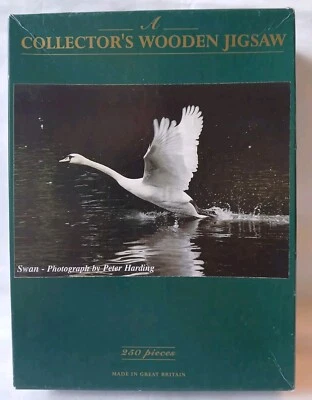 A
COLLECTOR'S WOODEN JIGSAW
Swan - Photograph by Peter Harding
250 pieces
MADE IN GREAT BRITAIN